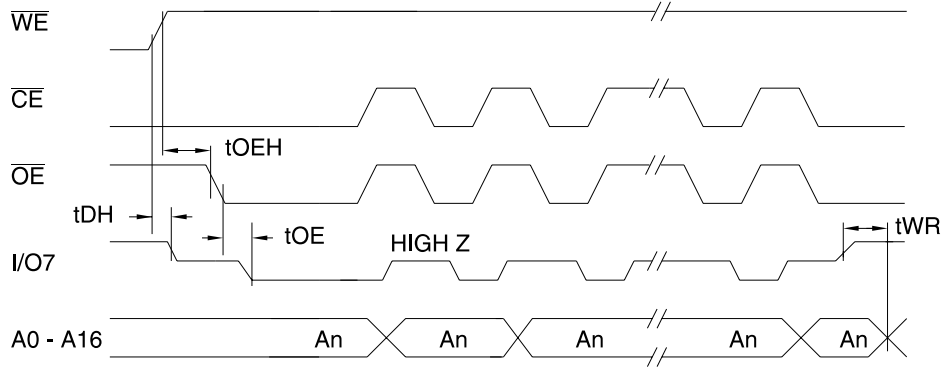 WE
CE
tOEH
OE
tDH
tOE
HIGH Z
tWR
I/O7
A0 - A16
An An An An An